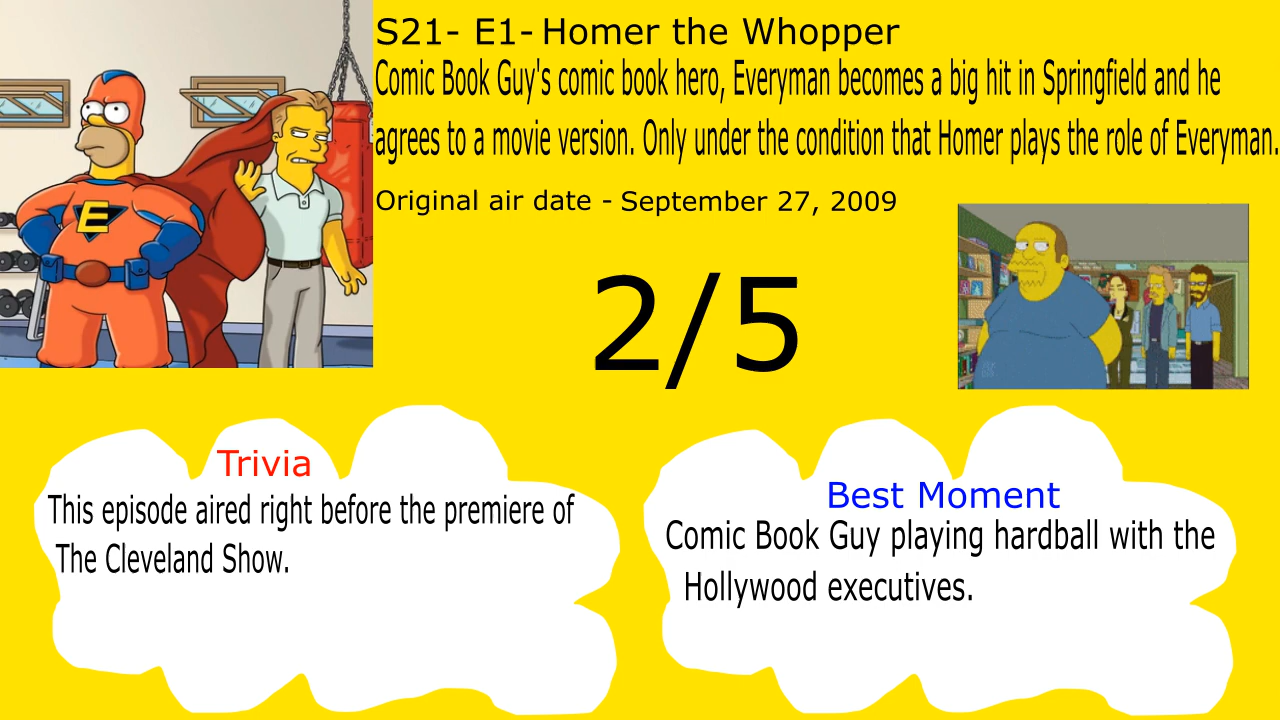 S21- E1- Homer the Whopper
Comic Book Guy's comic book hero, Everyman becomes a big hit in Springfield and he
agrees to a movie version. Only under the condition that Homer plays the role of Everyman.
Original air date - September 27, 2009
E
2/5
Trivia
This episode aired right before the premiere of
The Cleveland Show.
Best Moment
Comic Book Guy playing hardball with the
Hollywood executives.